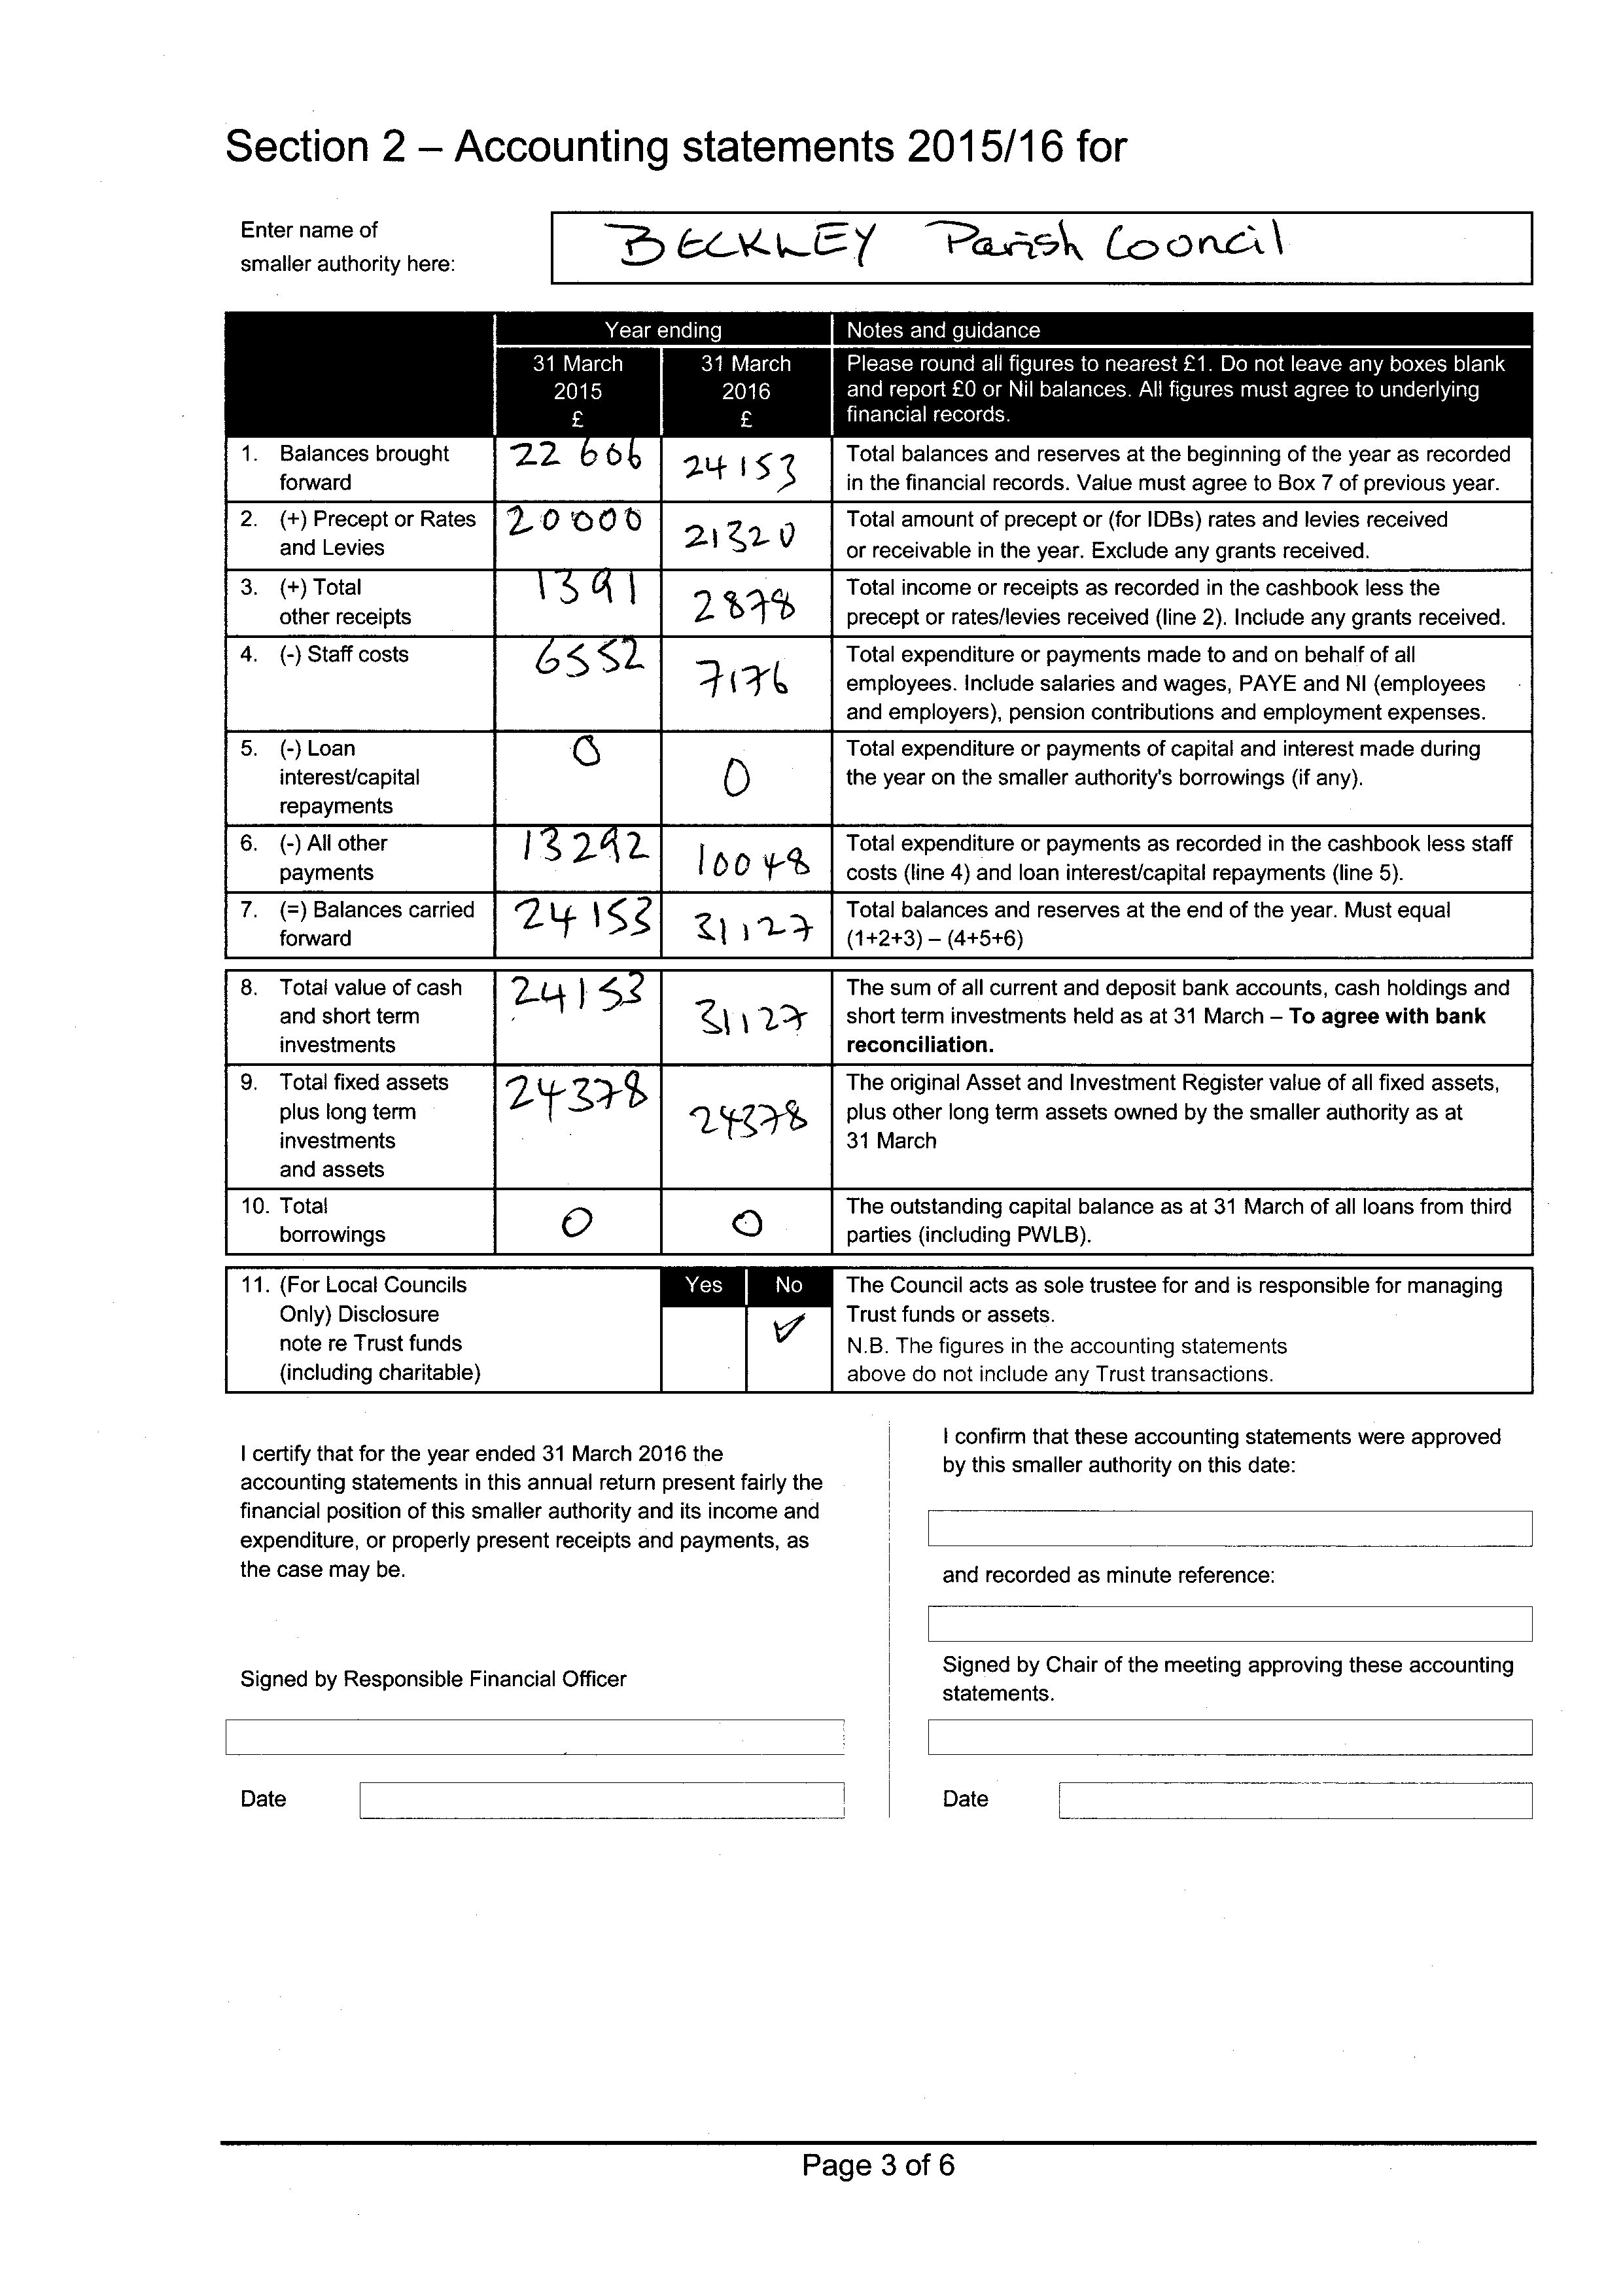 Section 2 – Accounting statements 2015/16 for
Enter name of
smaller authority here:
BECKLEY Parish Council
Year ending
Notes and guidance
31 March
2015
£
31 March
2016
£
Please round all figures to nearest £1. Do not leave any boxes blank
and report £0 or Nil balances. All figures must agree to underlying
financial records.
1. Balances brought
forward
22 606
24153
Total balances and reserves at the beginning of the year as recorded
in the financial records. Value must agree to Box 7 of previous year.
2. (+) Precept or Rates
and Levies
20000
21320
Total amount of precept or (for IDBs) rates and levies received
or receivable in the year. Exclude any grants received.
3. (+) Total
other receipts
1391
2878
Total income or receipts as recorded in the cashbook less the
precept or rates/levies received (line 2). Include any grants received.
4. (-) Staff costs
6552
7176
Total expenditure or payments made to and on behalf of all
employees. Include salaries and wages, PAYE and NI (employees
and employers), pension contributions and employment expenses.
5. (-) Loan
interest/capital
repayments
0
0
Total expenditure or payments of capital and interest made during
the year on the smaller authority's borrowings (if any).
6. (-) All other
payments
13292
10048
Total expenditure or payments as recorded in the cashbook less staff
costs (line 4) and loan interest/capital repayments (line 5).
7. (=) Balances carried
forward
24153
31127
Total balances and reserves at the end of the year. Must equal
(1+2+3) – (4+5+6)
8. Total value of cash
and short term
investments
24153
31127
The sum of all current and deposit bank accounts, cash holdings and
short term investments held as at 31 March – To agree with bank
reconciliation.
9. Total fixed assets
plus long term
investments
and assets
24378
24378
The original Asset and Investment Register value of all fixed assets,
plus other long term assets owned by the smaller authority as at
31 March
10. Total
borrowings
0
0
The outstanding capital balance as at 31 March of all loans from third
parties (including PWLB).
11. (For Local Councils
Only) Disclosure
note re Trust funds
(including charitable)
Yes
No
✓
The Council acts as sole trustee for and is responsible for managing
Trust funds or assets.
N.B. The figures in the accounting statements
above do not include any Trust transactions.
I certify that for the year ended 31 March 2016 the
accounting statements in this annual return present fairly the
financial position of this smaller authority and its income and
expenditure, or properly present receipts and payments, as
the case may be.
Signed by Responsible Financial Officer
Date
I confirm that these accounting statements were approved
by this smaller authority on this date:
and recorded as minute reference:
Signed by Chair of the meeting approving these accounting
statements.
Date
Page 3 of 6